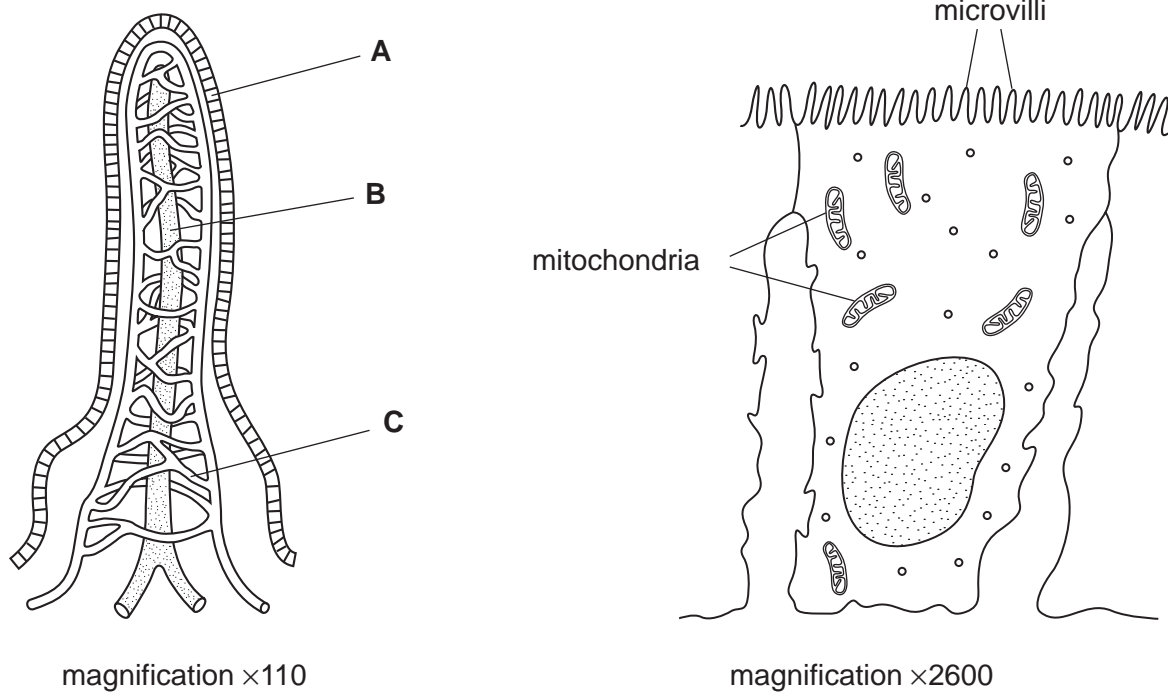 microvilli
A
B
mitochondria
C
magnification ×110
magnification ×2600